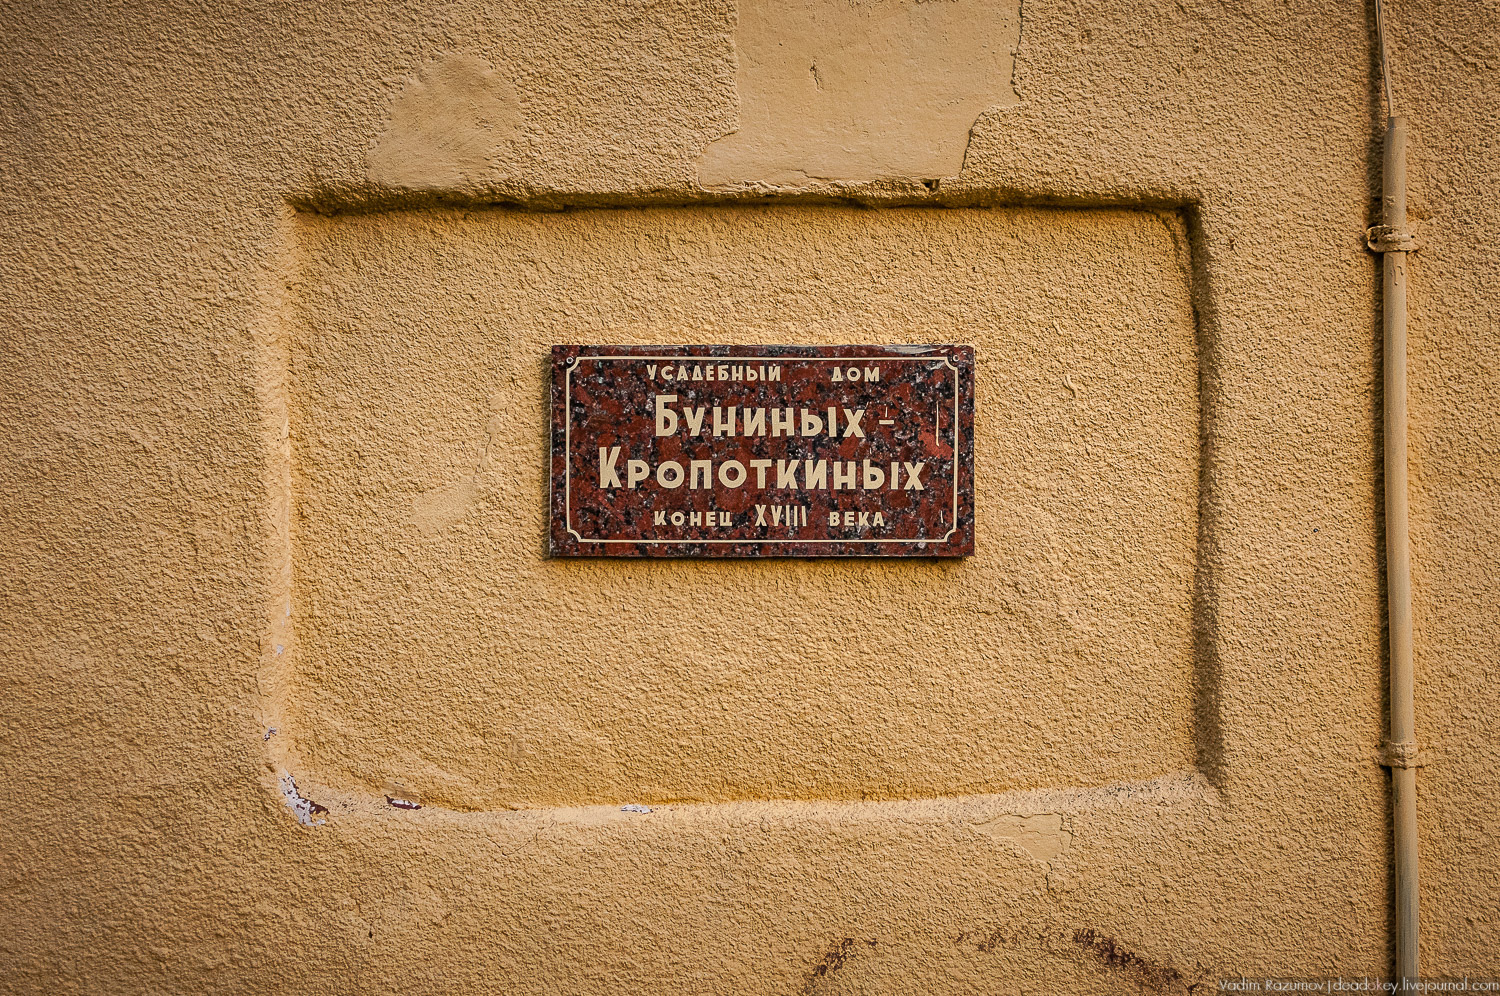 УСАДЕБНЫЙ ДОМ
БУНИНЫХ-
КРОПОТКИНЫХ
КОНЕЦ XVIII ВЕКА
Vadim Razumov | deadokey.livejournal.com